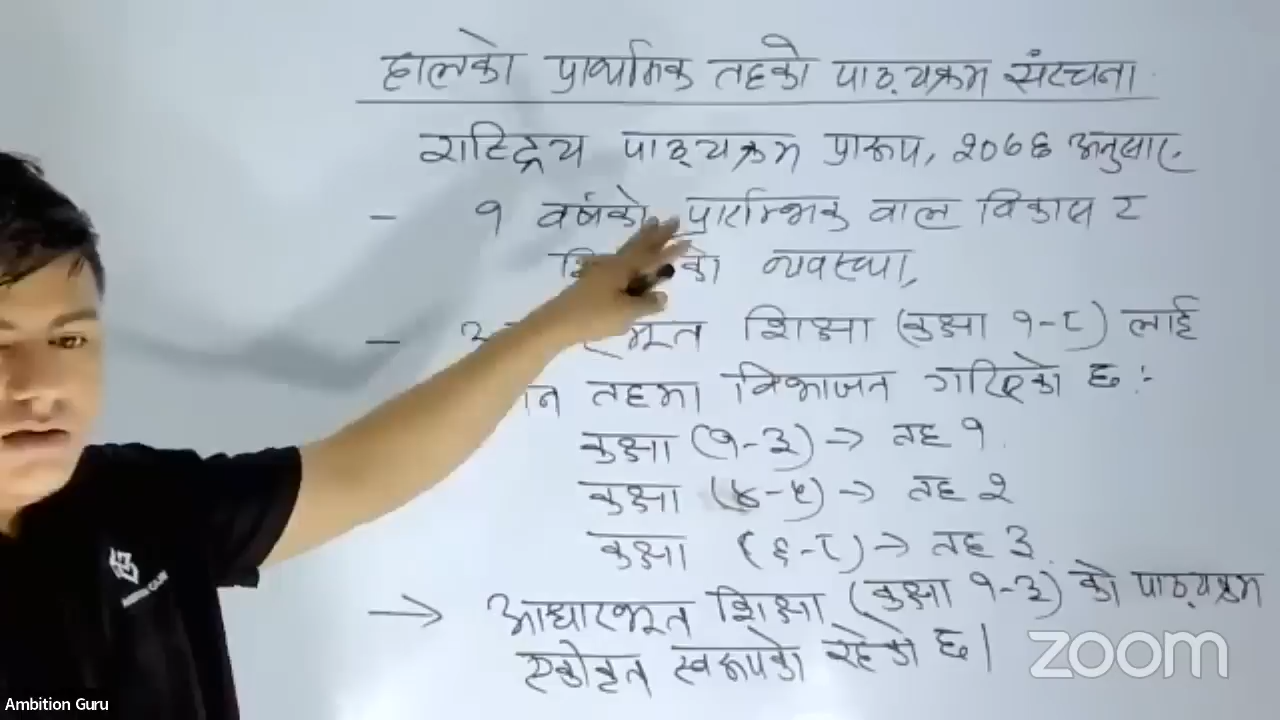 हालको प्राथमिक तहको पाठ्यक्रम संरचना
राष्ट्रिय पाठ्यक्रम प्रारूप, २०७६ अनुसार
- १ वर्षको प्रारम्भिक बाल विकास र
को व्यवस्था,
- शिक्षा (कक्षा १-८) लाई
तहमा विभाजन गरिएको छ :-
कक्षा (१-३) → तह १
कक्षा (४-५) → तह २
कक्षा (६-८) → तह ३
→ आधारभूत शिक्षा (कक्षा १-३) को पाठ्यक्रम
एकीकृत स्वरूपको रहेको छ।
zoom
Ambition Guru